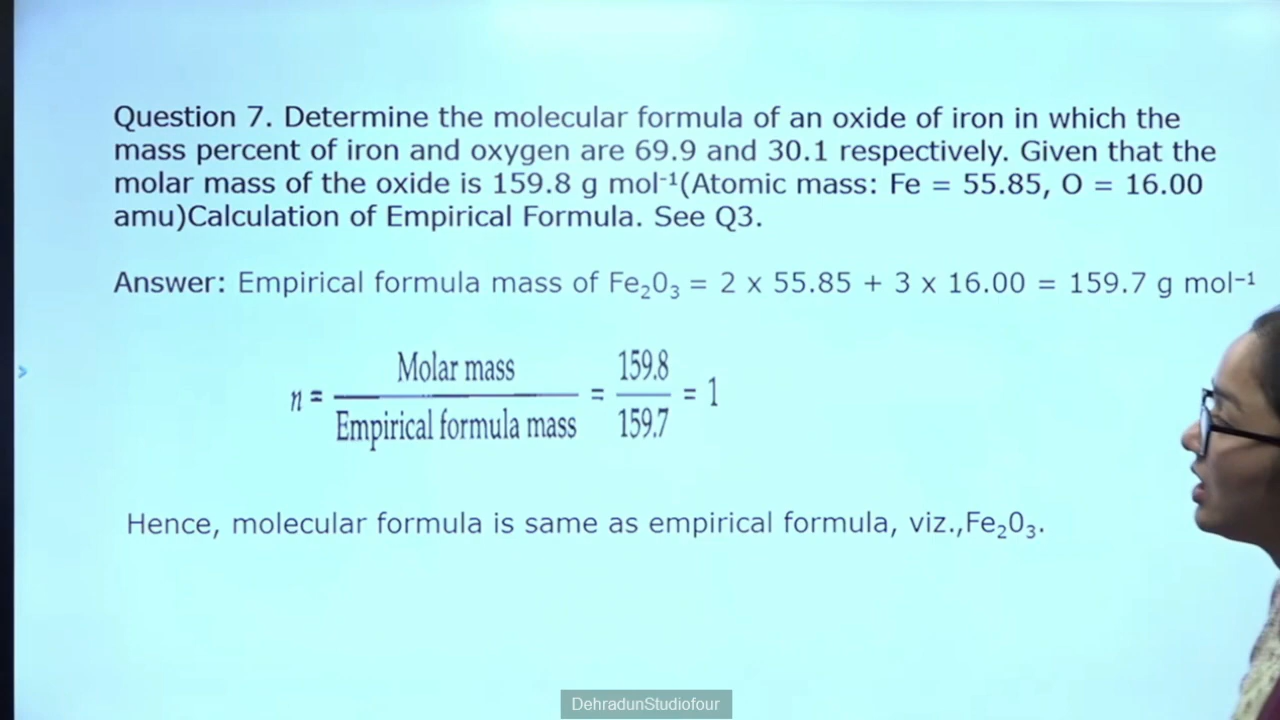 Question 7. Determine the molecular formula of an oxide of iron in which the
mass percent of iron and oxygen are 69.9 and 30.1 respectively. Given that the
molar mass of the oxide is 159.8 g mol⁻¹(Atomic mass: Fe = 55.85, O = 16.00
amu)Calculation of Empirical Formula. See Q3.
Answer: Empirical formula mass of Fe₂0₃ = 2 x 55.85 + 3 x 16.00 = 159.7 g mol⁻¹
n = Molar mass / Empirical formula mass = 159.8 / 159.7 = 1
Hence, molecular formula is same as empirical formula, viz.,Fe₂0₃.
DehradunStudiofour